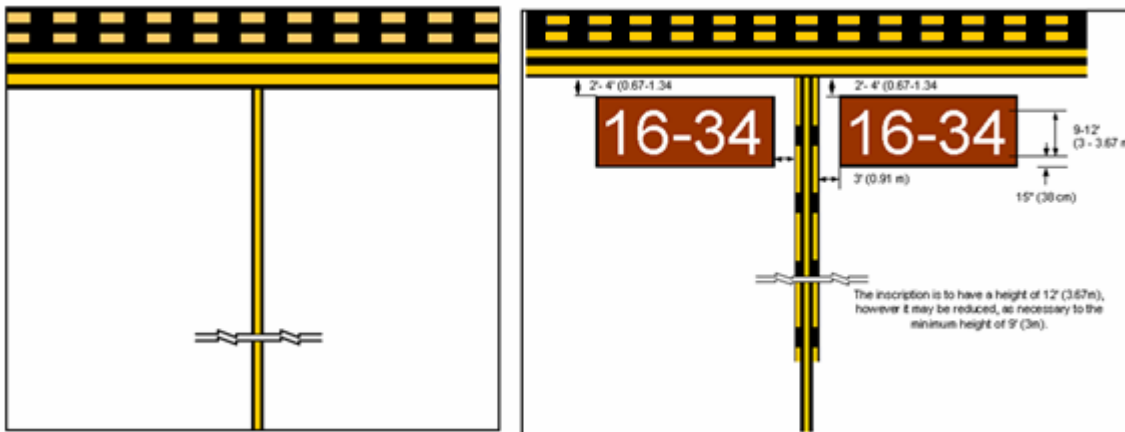 2'- 4' (0.67-1.34
2'- 4' (0.67-1.34
16-34
16-34
9-12'
(3 - 3.67 m
3' (0.91 m)
15" (38 cm)
The inscription is to have a height of 12' (3.67m),
however it may be reduced, as necessary to the
minimum height of 9' (3m).